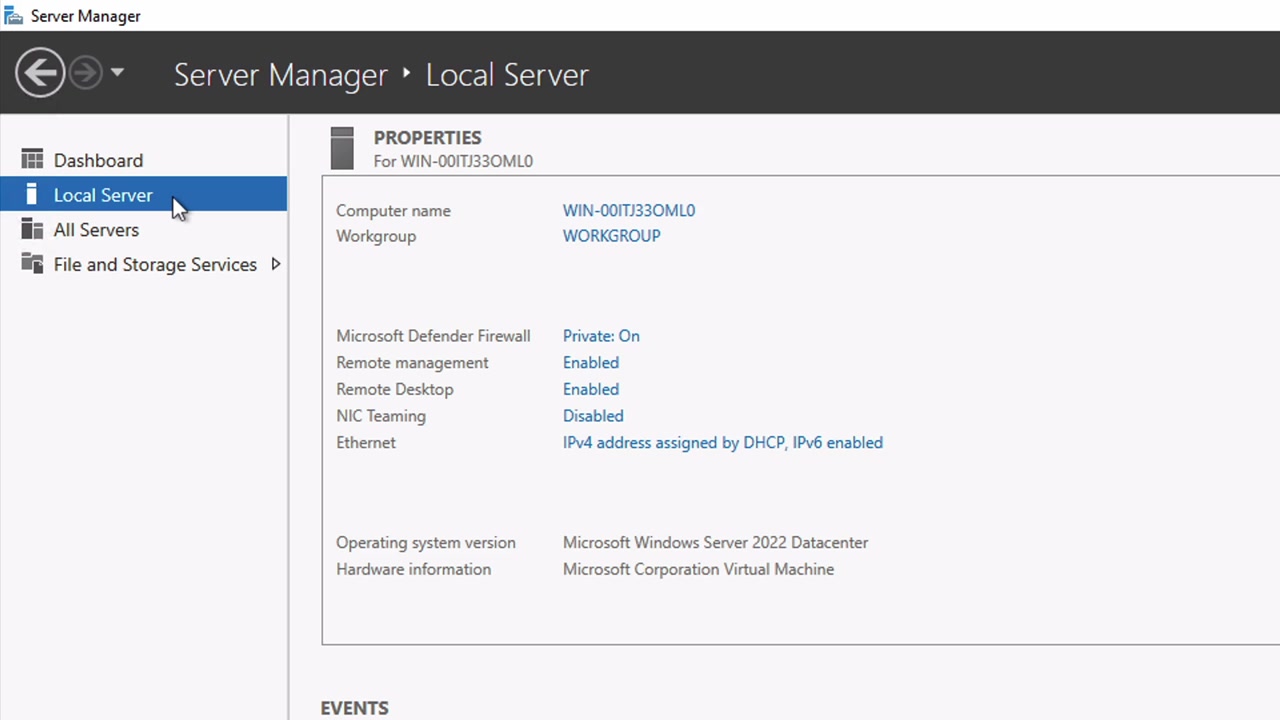 Server Manager
Server Manager ‣ Local Server
Dashboard
Local Server
All Servers
File and Storage Services
PROPERTIES
For WIN-00ITJ33OML0
Computer name WIN-00ITJ33OML0
Workgroup WORKGROUP
Microsoft Defender Firewall Private: On
Remote management Enabled
Remote Desktop Enabled
NIC Teaming Disabled
Ethernet IPv4 address assigned by DHCP, IPv6 enabled
Operating system version Microsoft Windows Server 2022 Datacenter
Hardware information Microsoft Corporation Virtual Machine
EVENTS